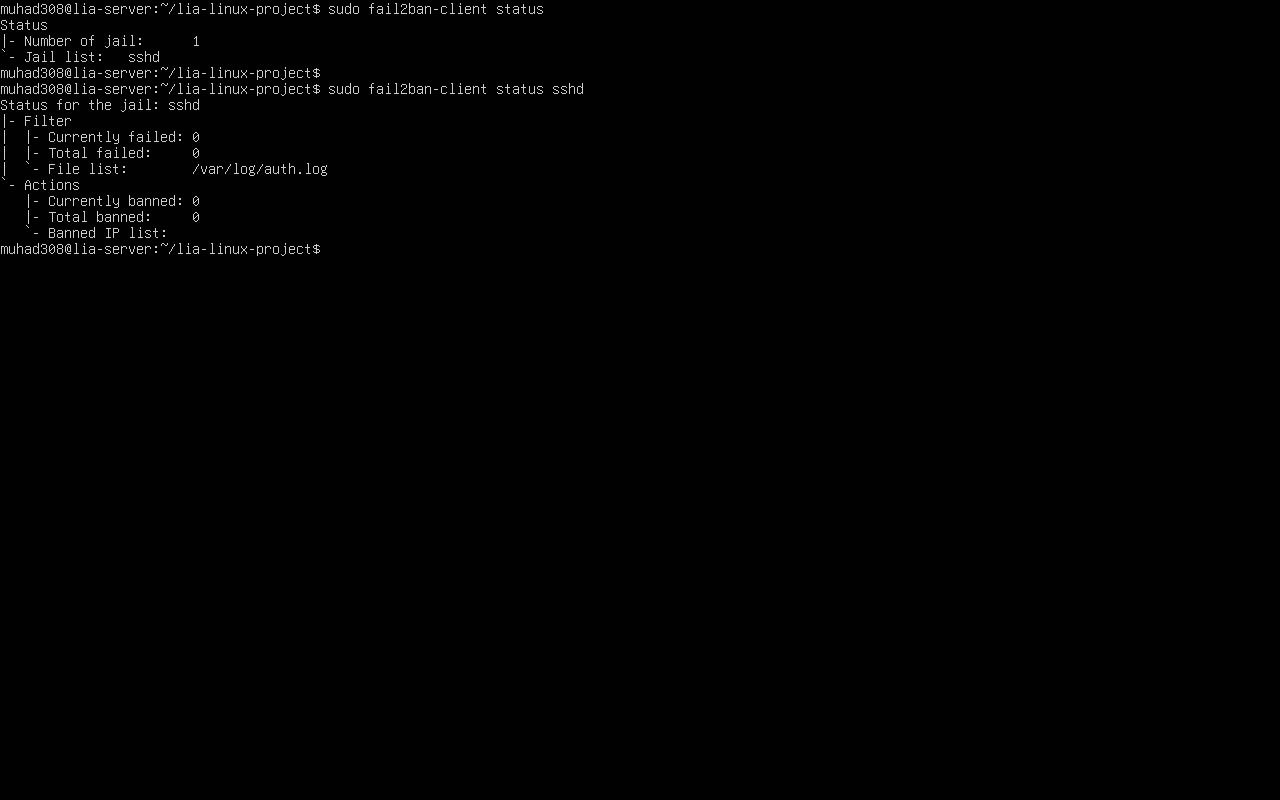 muhad308@lia-server:~/lia-linux-project$ sudo fail2ban-client status
Status
|- Number of jail:      1
`- Jail list:   sshd
muhad308@lia-server:~/lia-linux-project$
muhad308@lia-server:~/lia-linux-project$ sudo fail2ban-client status sshd
Status for the jail: sshd
|- Filter
|  |- Currently failed: 0
|  |- Total failed:     0
|  `- File list:        /var/log/auth.log
`- Actions
   |- Currently banned: 0
   |- Total banned:     0
   `- Banned IP list:
muhad308@lia-server:~/lia-linux-project$